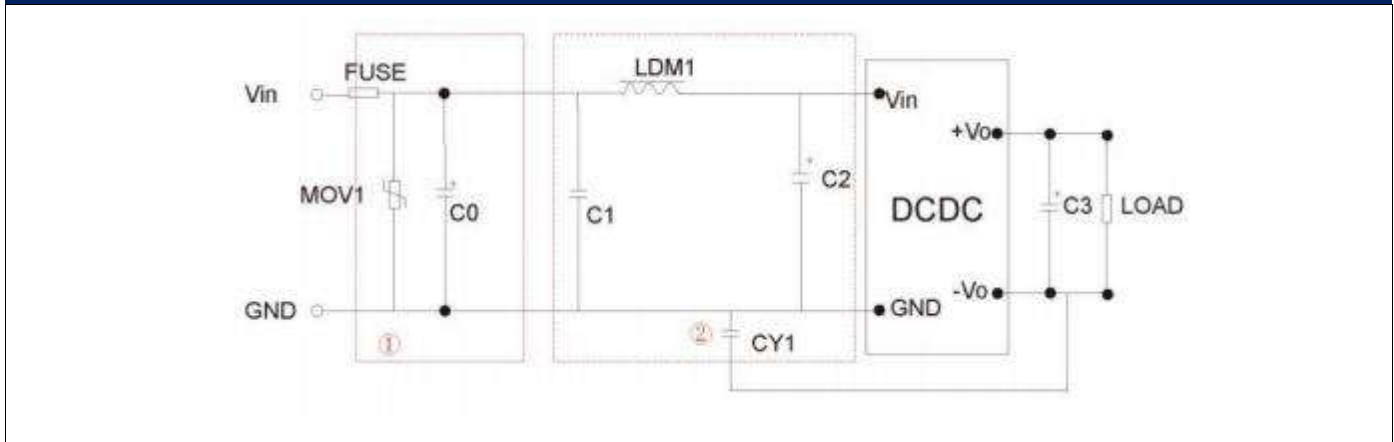 FUSE
LDM1
Vin
Vin
+Vo
MOV1
C0
C1
C2
DCDC
C3
LOAD
GND
-Vo
GND
①
②
CY1